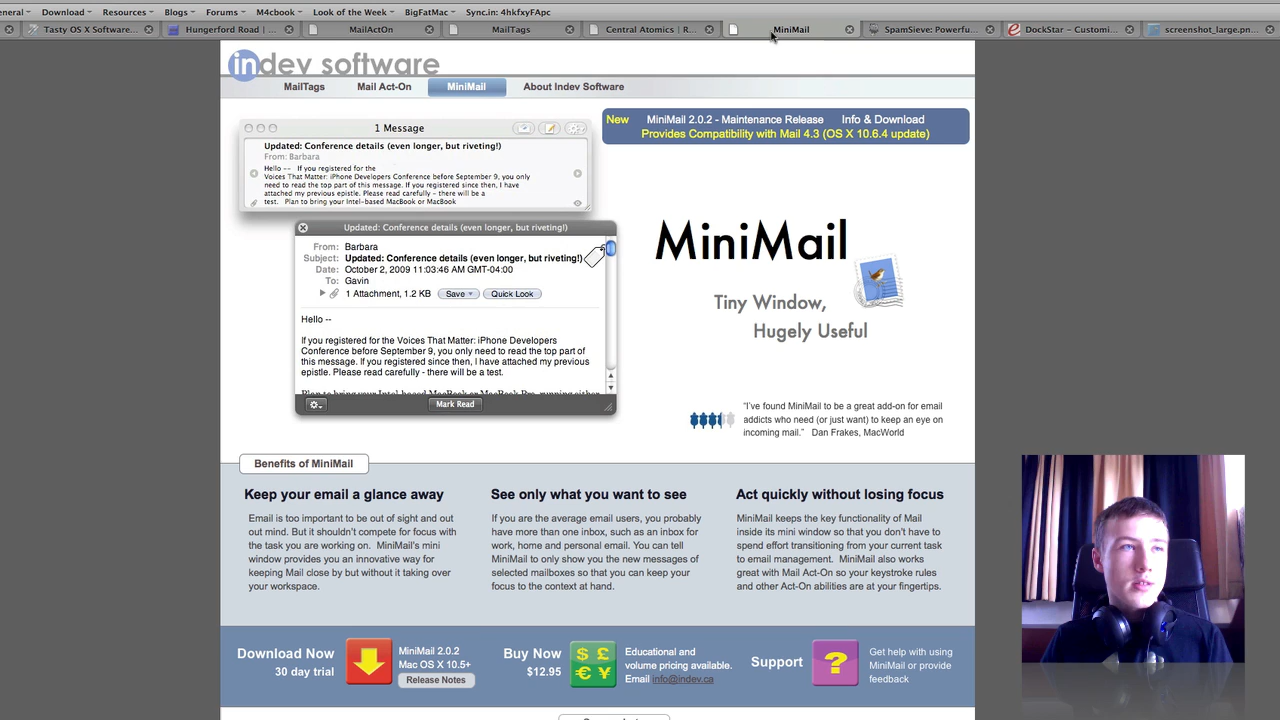 eneral Download Resources Blogs Forums M4cbook Look of the Week BigFatMac Sync.in: 4hkfxyFApc
Tasty OS X Software... Hungerford Road | ... MailActOn MailTags Central Atomics | R... MiniMail SpamSieve: Powerfu... DockStar – Customi... screenshot_large.pn...
indev software
MailTags Mail Act-On MiniMail About Indev Software
New MiniMail 2.0.2 - Maintenance Release Info & Download
Provides Compatibility with Mail 4.3 (OS X 10.6.4 update)
1 Message
Updated: Conference details (even longer, but riveting!)
From: Barbara
Hello -- If you registered for the
Voices That Matter: iPhone Developers Conference before September 9, you only
need to read the top part of this message. If you registered since then, I have
attached my previous epistle. Please read carefully - there will be a
test. Plan to bring your Intel-based MacBook or MacBook
Updated: Conference details (even longer, but riveting!)
From: Barbara
Subject: Updated: Conference details (even longer, but riveting!)
Date: October 2, 2009 11:03:46 AM GMT-04:00
To: Gavin
1 Attachment, 1.2 KB Save Quick Look
Hello --
If you registered for the Voices That Matter: iPhone Developers
Conference before September 9, you only need to read the top part of
this message. If you registered since then, I have attached my previous
epistle. Please read carefully - there will be a test.
Plan to bring your Intel-based MacBook or MacBook Pro, running either
Mark Read
MiniMail
Tiny Window,
Hugely Useful
“I've found MiniMail to be a great add-on for email
addicts who need (or just want) to keep an eye on
incoming mail.” Dan Frakes, MacWorld
Benefits of MiniMail
Keep your email a glance away
Email is too important to be out of sight and out
out mind. But it shouldn't compete for focus with
the task you are working on. MiniMail's mini
window provides you an innovative way for
keeping Mail close by but without it taking over
your workspace.
See only what you want to see
If you are the average email users, you probably
have more than one inbox, such as an inbox for
work, home and personal email. You can tell
MiniMail to only show you the new messages of
selected mailboxes so that you can keep your
focus to the context at hand.
Act quickly without losing focus
MiniMail keeps the key functionality of Mail
inside its mini window so that you don't have to
spend effort transitioning from your current task
to email management. MiniMail also works
great with Mail Act-On so your keystroke rules
and other Act-On abilities are at your fingertips.
Download Now
30 day trial
MiniMail 2.0.2
Mac OS X 10.5+
Release Notes
Buy Now
$12.95
$ £
€ ¥
Educational and
volume pricing available.
Email info@indev.ca
Support
?
Get help with using
MiniMail or provide
feedback